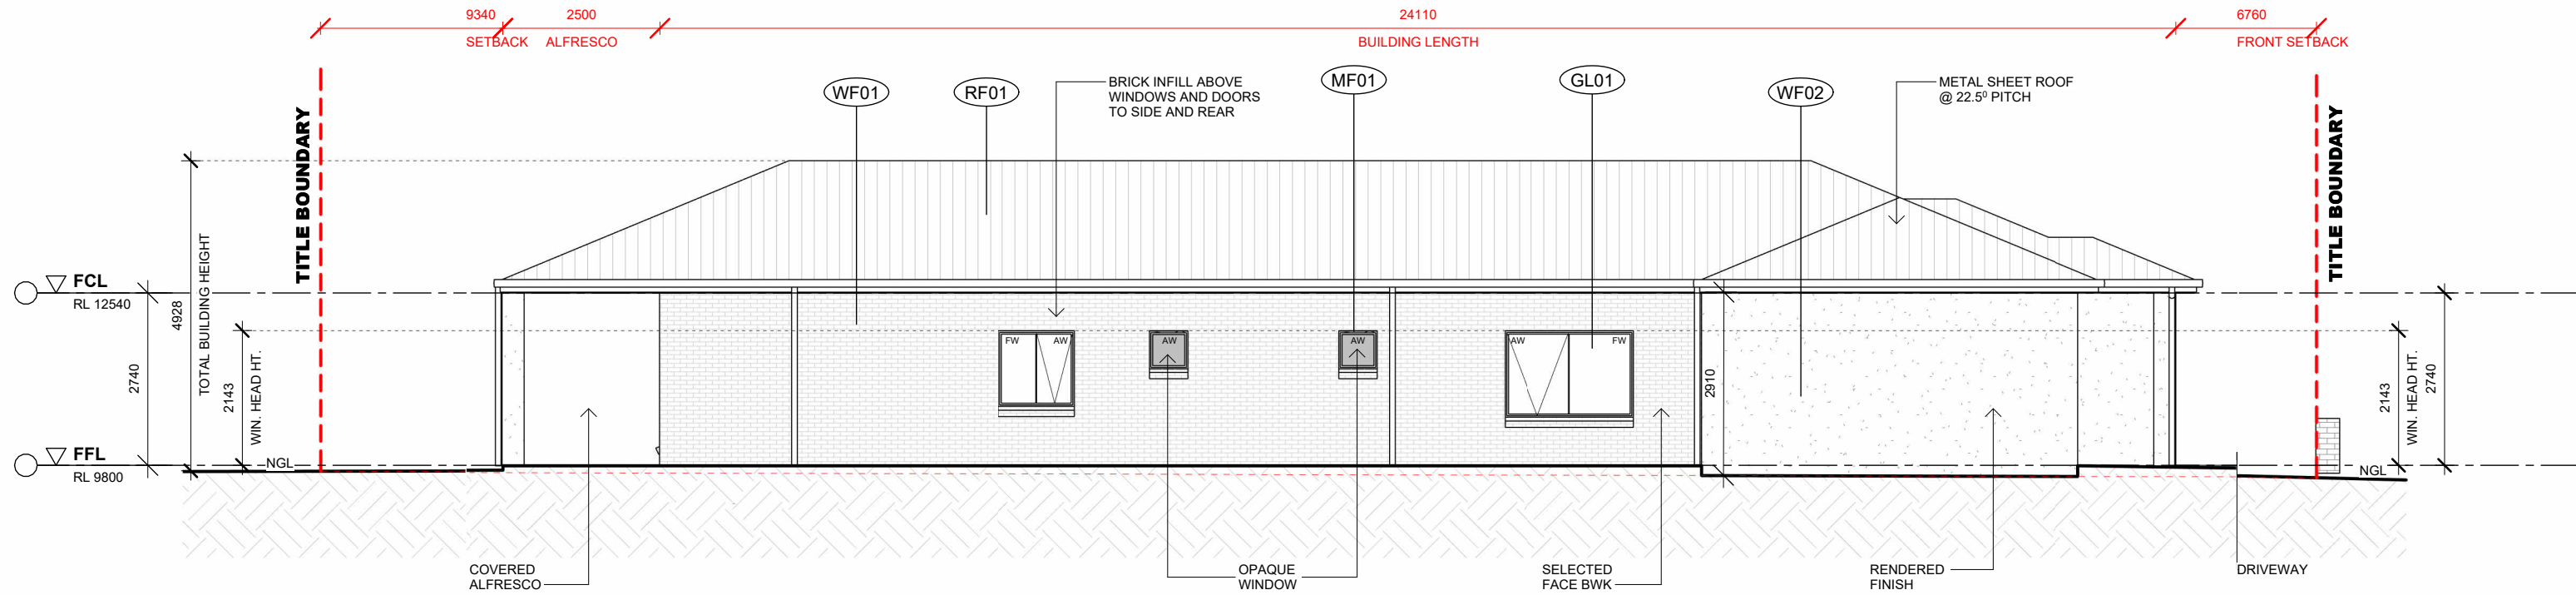 9340
2500
24110
6760
SETBACK
ALFRESCO
BUILDING LENGTH
FRONT SETBACK
WF01
RF01
BRICK INFILL ABOVE
WINDOWS AND DOORS
TO SIDE AND REAR
MF01
GL01
WF02
METAL SHEET ROOF
@ 22.5⁰ PITCH
TITLE BOUNDARY
TITLE BOUNDARY
FCL
RL 12540
4928
TOTAL BUILDING HEIGHT
2740
2143
WIN. HEAD HT.
FW
AW
AW
AW
AW
FW
2910
2143
WIN. HEAD HT.
2740
FFL
RL 9800
NGL
NGL
COVERED
ALFRESCO
OPAQUE
WINDOW
SELECTED
FACE BWK
RENDERED
FINISH
DRIVEWAY